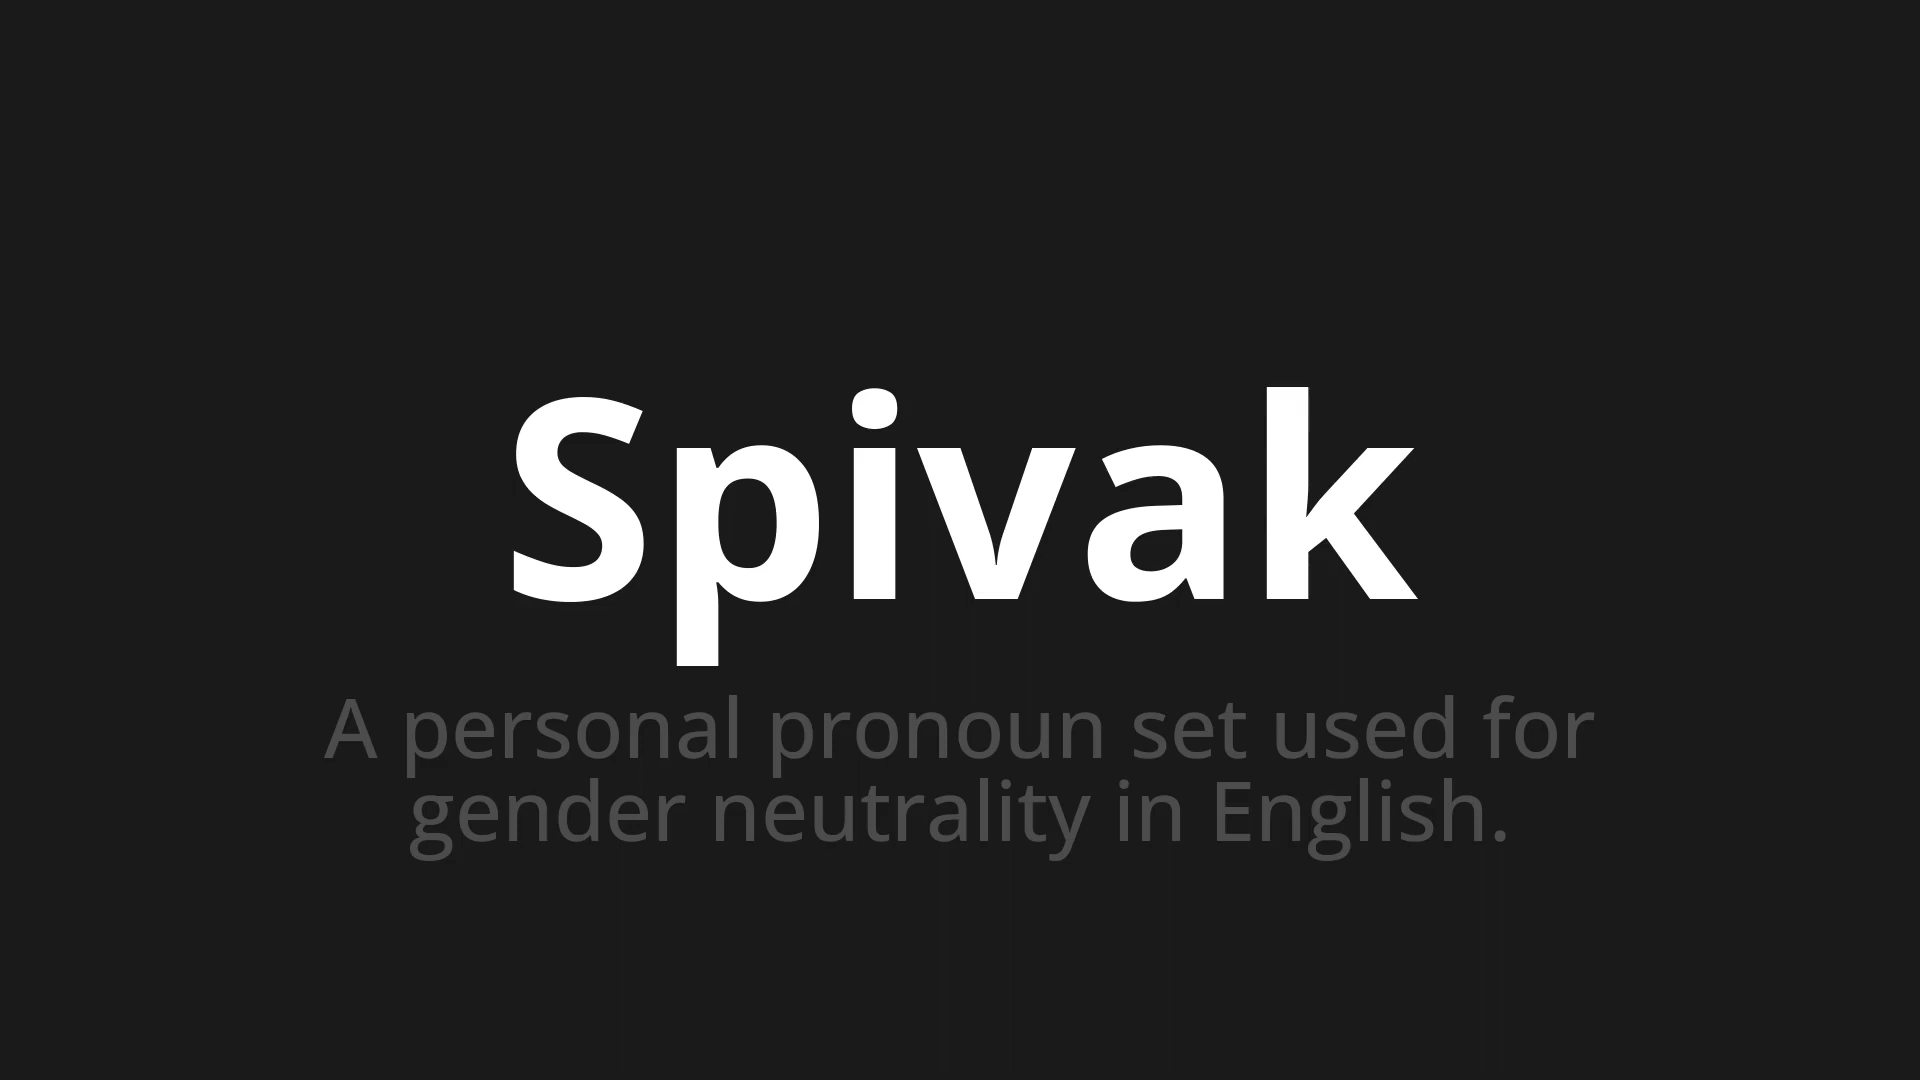 Spivak
A personal pronoun set used for
gender neutrality in English.